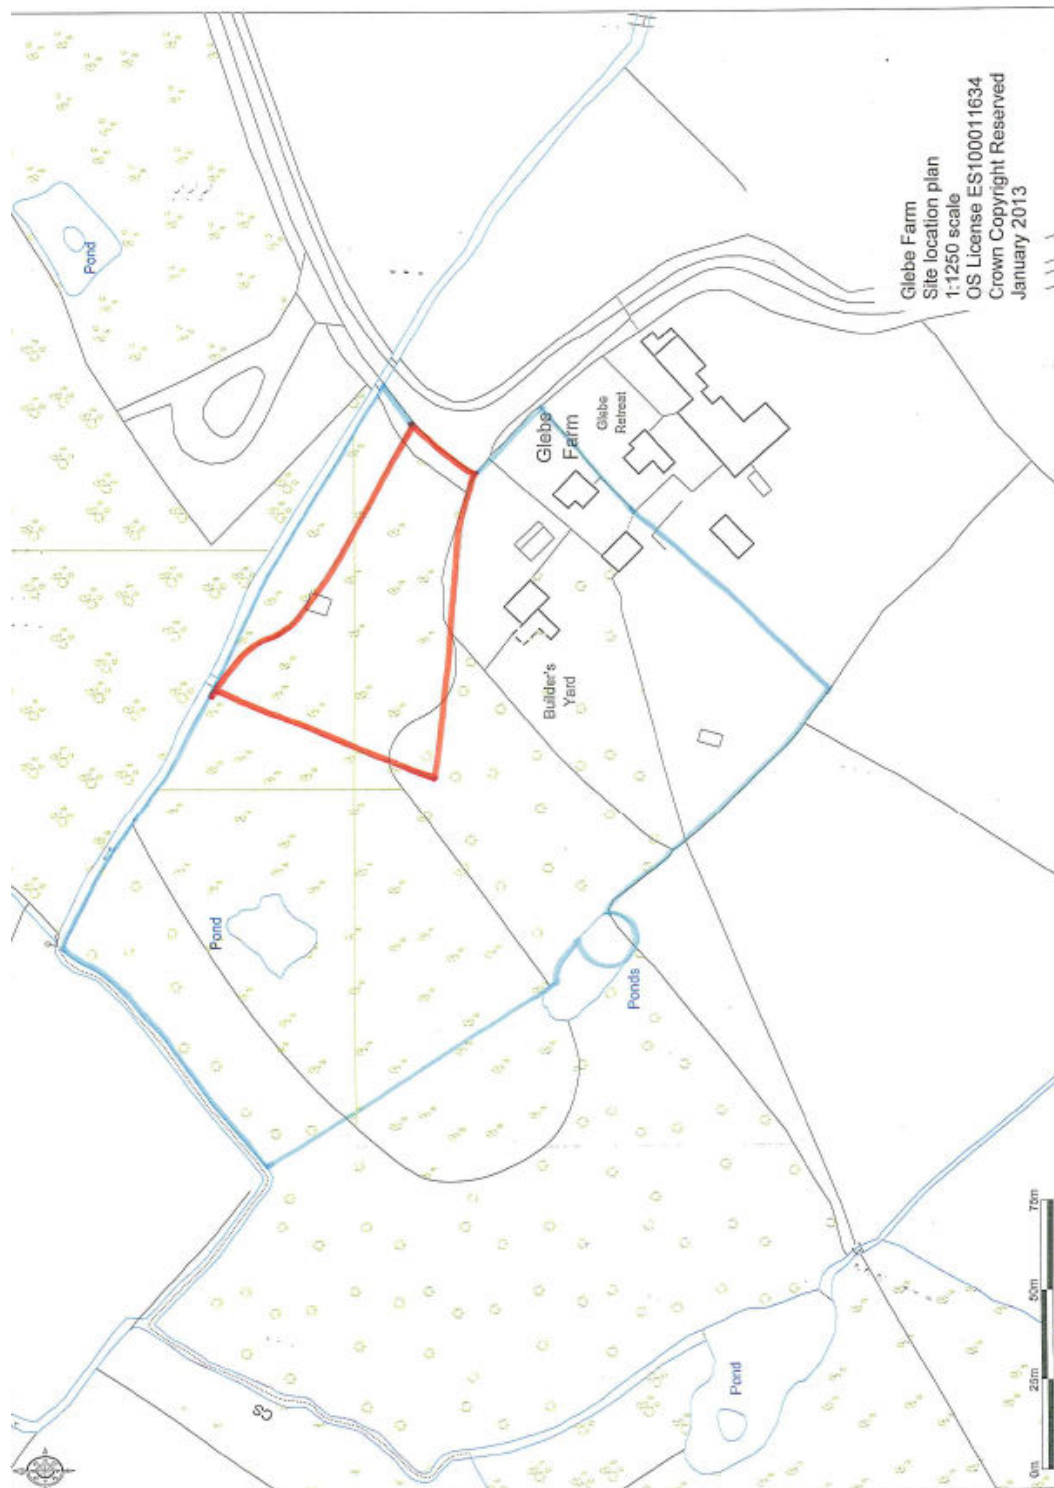 Glebe Farm
Site location plan
1:1250 scale
OS License ES100011634
Crown Copyright Reserved
January 2013
Pond
Glebe
Farm
Glebe
Retreat
Builder's
Yard
Pond
Ponds
Pond
CS
0m
25m
50m
75m